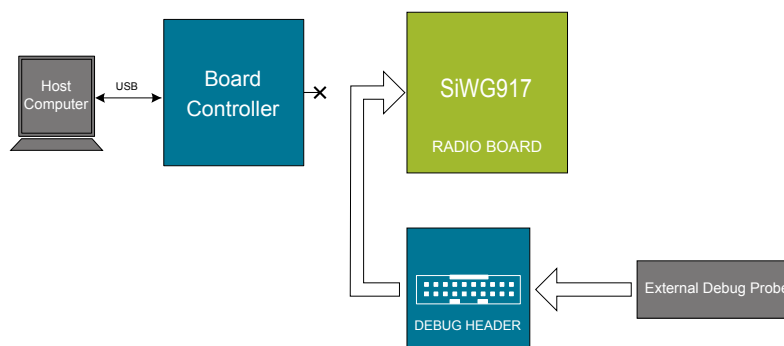 Host
Computer
USB
Board
Controller
SiWG917
RADIO BOARD
DEBUG HEADER
External Debug Probe